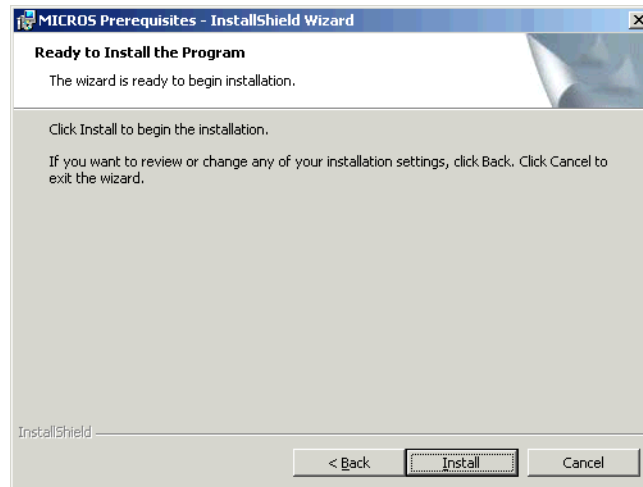 MICROS Prerequisites - InstallShield Wizard
Ready to Install the Program
The wizard is ready to begin installation.
Click Install to begin the installation.
If you want to review or change any of your installation settings, click Back. Click Cancel to
exit the wizard.
InstallShield
< Back Install Cancel